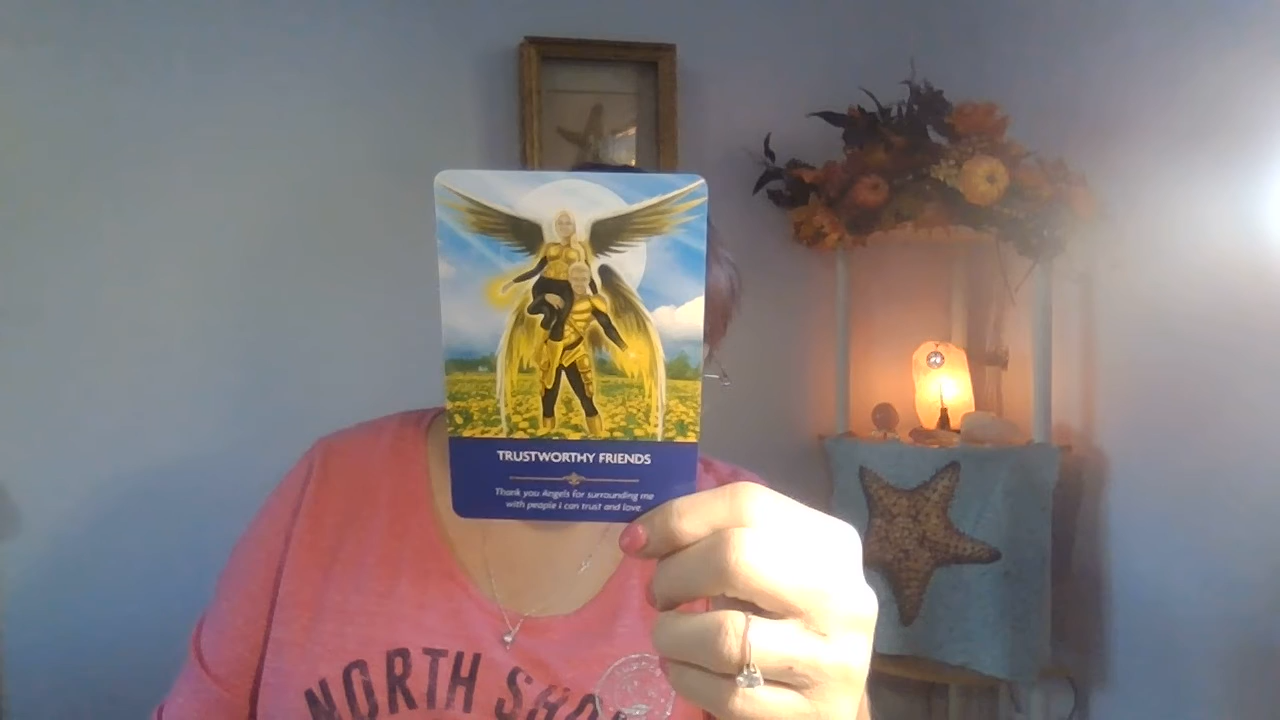 TRUSTWORTHY FRIENDS
Thank you Angels for surrounding me
with people I can trust and love.
NORTH SHO